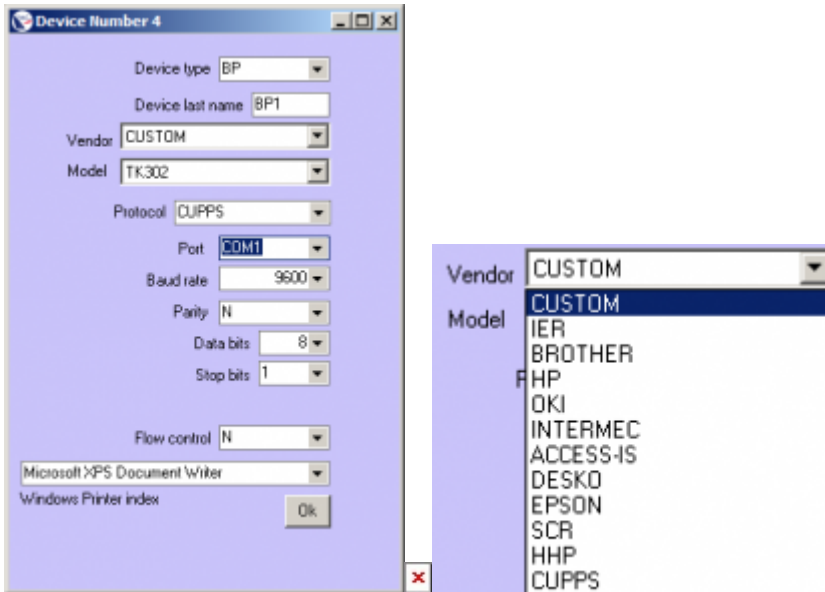 Device Number 4
Device type BP
Device last name BP1
Vendor CUSTOM
Model TK302
Protocol CUPPS
Port COM1
Baud rate 9600
Parity N
Data bits 8
Stop bits 1
Flow control N
Microsoft XPS Document Writer
Windows Printer index
Ok
Vendor CUSTOM
Model
CUSTOM
IER
BROTHER
HP
OKI
INTERMEC
ACCESS-IS
DESKO
EPSON
SCR
HHP
CUPPS